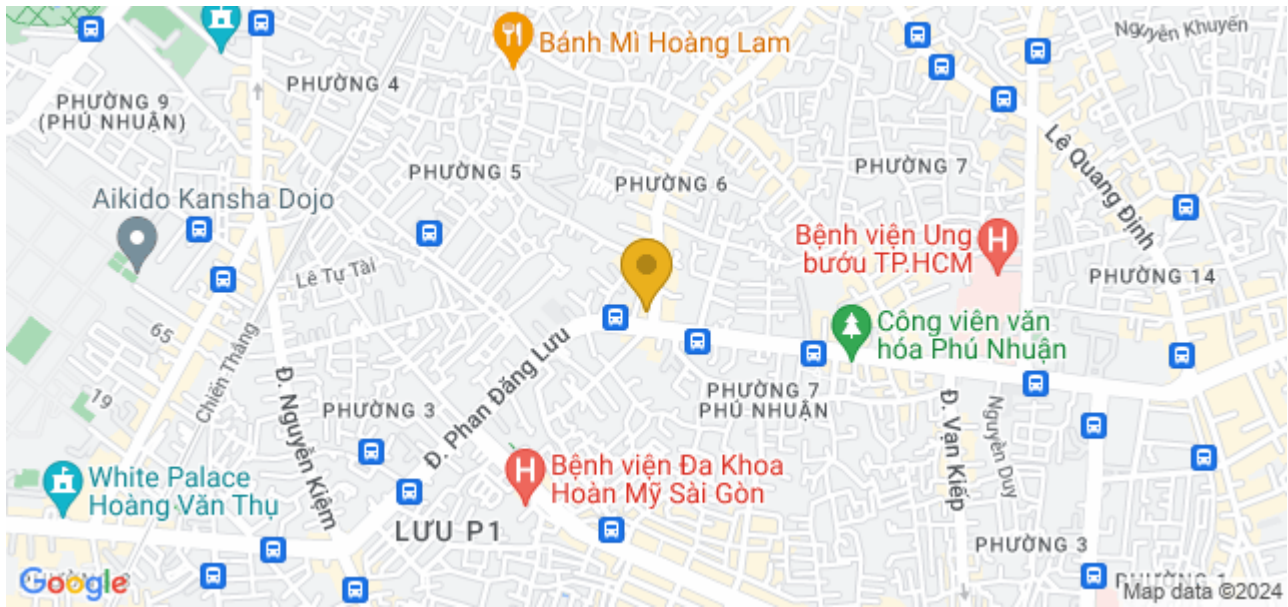 Bánh Mì Hoàng Lam
Nguyễn Khuyến
PHƯỜNG 4
PHƯỜNG 9
(PHÚ NHUẬN)
Lê Quang Định
PHƯỜNG 5
PHƯỜNG 7
PHƯỜNG 6
Aikido Kansha Dojo
Bệnh viện Ung
bướu TP.HCM
Lê Tự Tài
PHƯỜNG 14
65
Công viên văn
hóa Phú Nhuận
Chiến Thắng
Đ. Phan Đăng Lưu
19
PHƯỜNG 3
Đ. Nguyễn Kiệm
PHƯỜNG 7
PHÚ NHUẬN
Đ. Vạn Kiếp
Nguyễn Duy
Bệnh viện Đa Khoa
Hoàn Mỹ Sài Gòn
White Palace
Hoàng Văn Thụ
LƯU P1
PHƯỜNG 3
Google
Map data ©2024